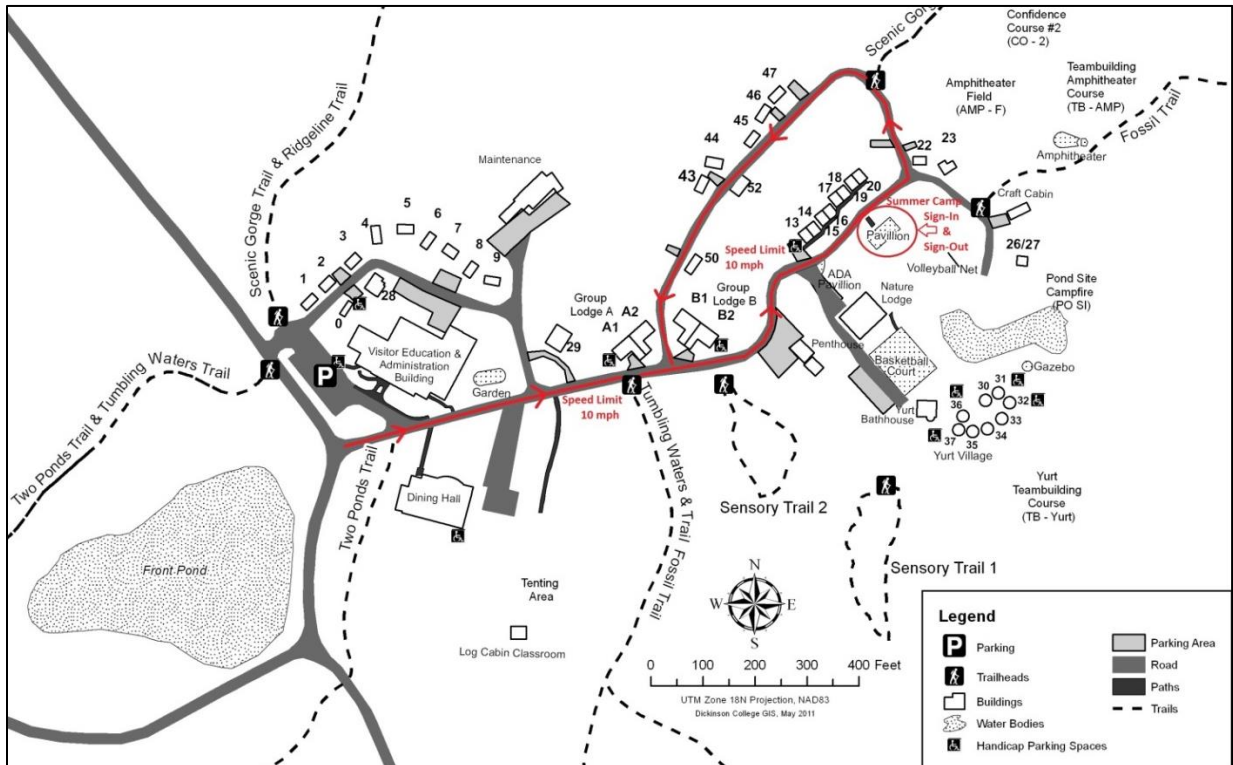 Scenic Gorge
Confidence
Course #2
(CO - 2)
Teambuilding
Amphitheater
Course
(TB - AMP)
Amphitheater
Field
(AMP - F)
Fossil Trail
Amphitheater
Scenic Gorge Trail & Ridgeline Trail
Maintenance
47
46
45
44
43
52
22
23
Craft Cabin
18
17
20
19
14
13
16
15
Summer Camp
Sign-In
&
Sign-Out
Pavillion
Volleyball Net
26/27
5
4
6
3
7
2
8
1
9
28
0
Speed Limit
10 mph
50
ADA
Pavillion
Nature
Lodge
Pond Site
Campfire
(PO SI)
Group
Lodge A
A2
A1
B1
Group
Lodge B
B2
29
Two Ponds Trail & Tumbling Waters Trail
P
Visitor Education &
Administration
Building
Garden
Speed Limit
10 mph
Penthouse
Basketball
Court
Gazebo
Yurt
Bathhouse
31
30
32
36
33
34
37
35
Yurt Village
Two Ponds Trail
Dining Hall
Tumbling Waters & Trail Fossil Trail
Sensory Trail 2
Yurt
Teambuilding
Course
(TB - Yurt)
Sensory Trail 1
Front Pond
Tenting
Area
Log Cabin Classroom
N
W
E
S
0 100 200 300 400 Feet
UTM Zone 18N Projection, NAD83
Dickinson College GIS, May 2011
Legend
P Parking
Trailheads
Buildings
Water Bodies
Handicap Parking Spaces
Parking Area
Road
Paths
Trails